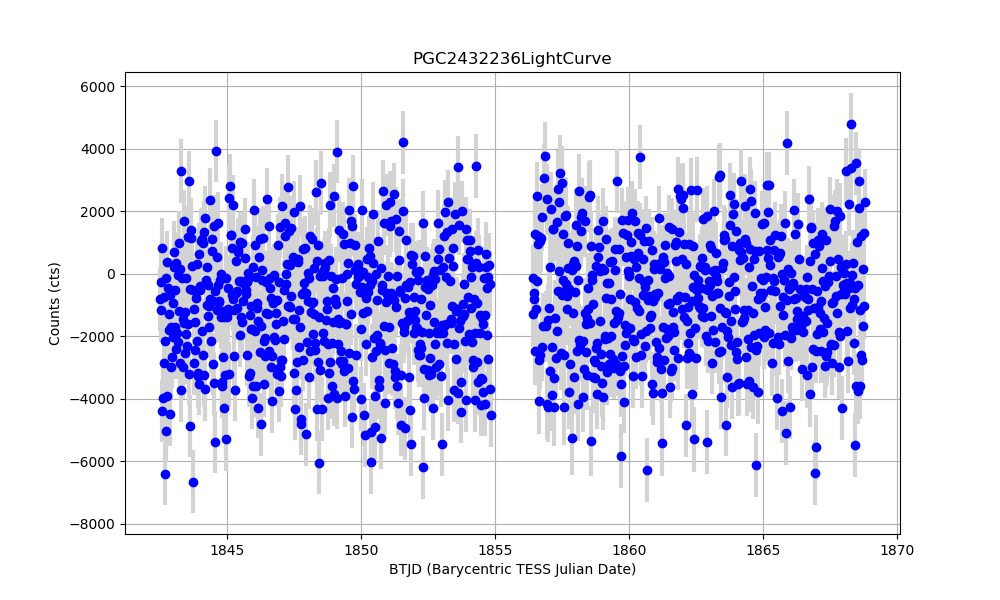 PGC2432236LightCurve
6000
4000
2000
0
−2000
−4000
−6000
−8000
Counts (cts)
1845 1850 1855 1860 1865 1870
BTJD (Barycentric TESS Julian Date)